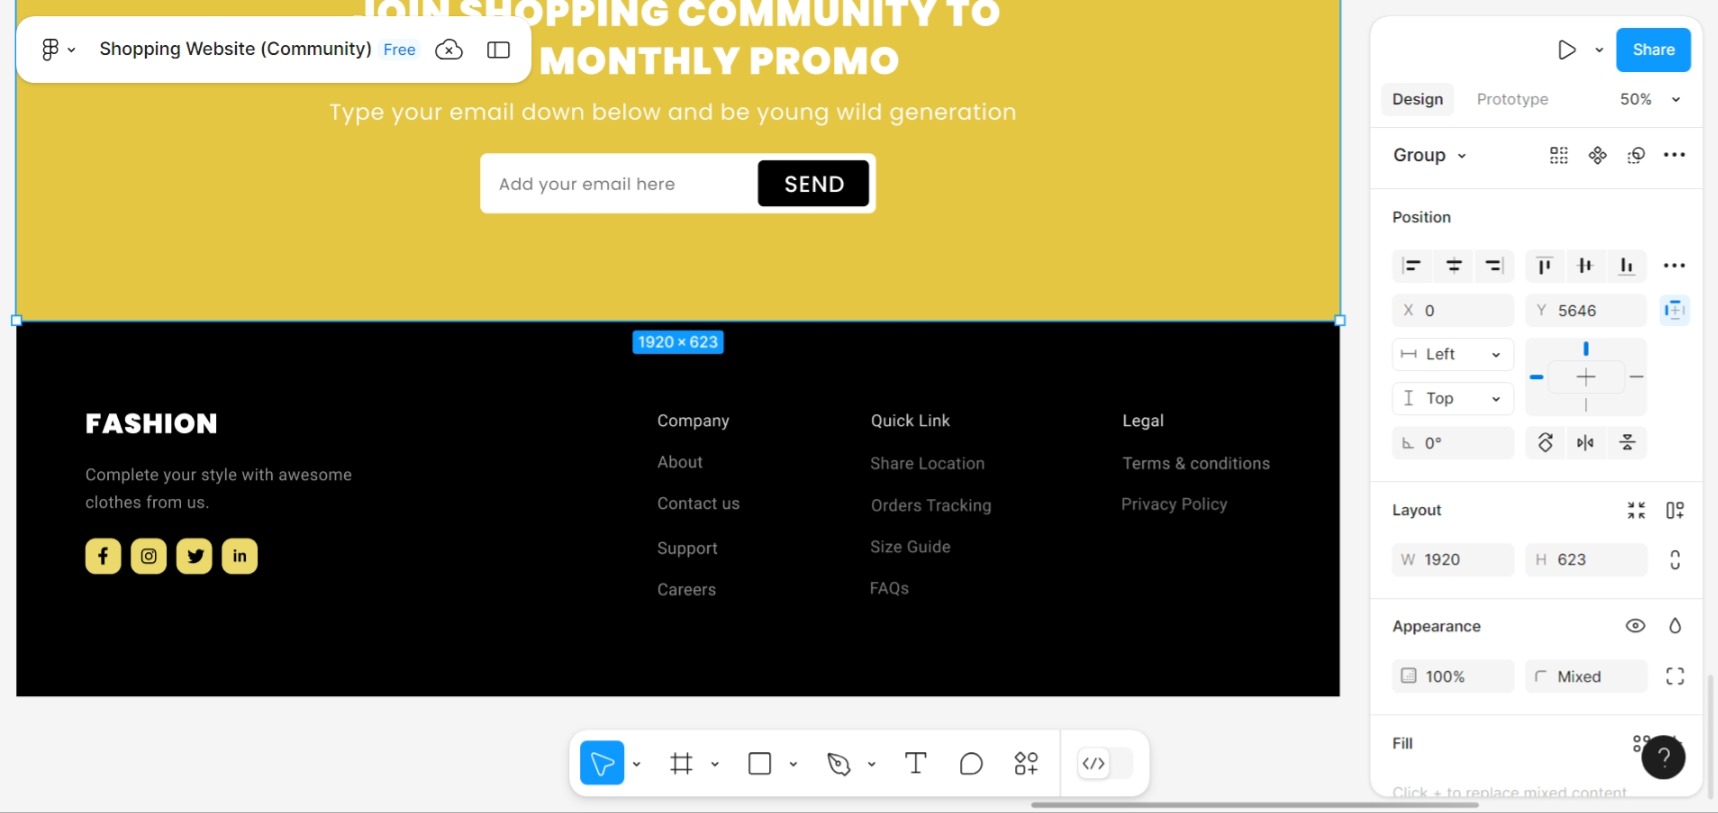 JOIN SHOPPING COMMUNITY TO
MONTHLY PROMO
Shopping Website (Community) Free
Type your email down below and be young wild generation
Add your email here
SEND
1920 × 623
FASHION
Complete your style with awesome
clothes from us.
in
Company
About
Contact us
Support
Careers
Quick Link
Share Location
Orders Tracking
Size Guide
FAQs
Legal
Terms & conditions
Privacy Policy
Share
Design Prototype 50%
Group
Position
X 0 Y 5646
Left
Top
0°
Layout
W 1920 H 623
Appearance
100% Mixed
Fill
Click + to replace mixed content
?